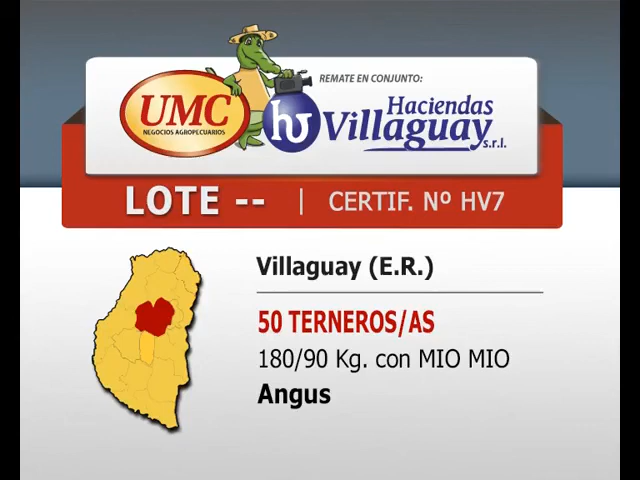 REMATE EN CONJUNTO:
UMC
NEGOCIOS AGROPECUARIOS
hv Haciendas
Villaguay s.r.l.
LOTE -- | CERTIF. Nº HV7
Villaguay (E.R.)
50 TERNEROS/AS
180/90 Kg. con MIO MIO
Angus